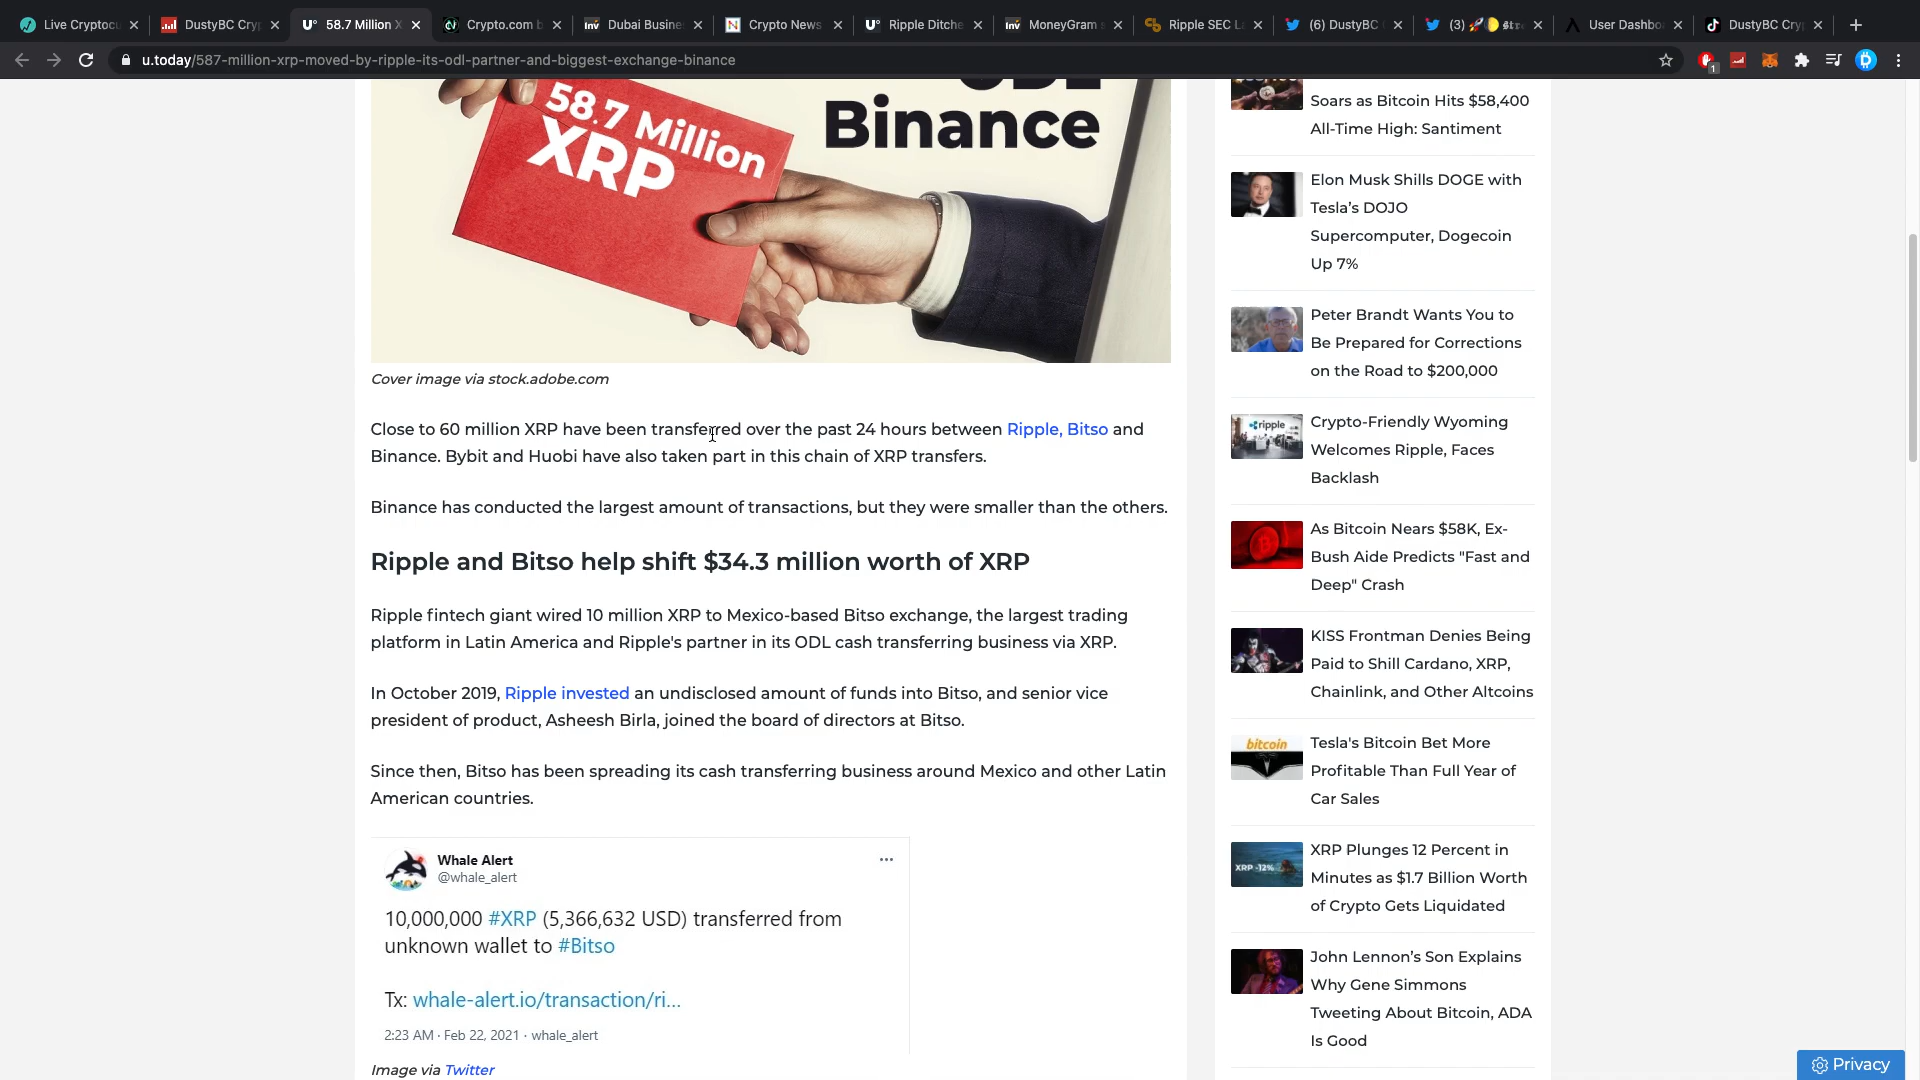 Live Cryptocu
DustyBC Cryp
58.7 Million X
Crypto.com b
Dubai Busine
Crypto News
Ripple Ditche
MoneyGram s
Ripple SEC La
(6) DustyBC C
(3) 🚀
User Dashbo
DustyBC Cryp
u.today/587-million-xrp-moved-by-ripple-its-odl-partner-and-biggest-exchange-binance
1
58.7 Million
XRP
ODL
Binance
Cover image via stock.adobe.com
Close to 60 million XRP have been transferred over the past 24 hours between Ripple, Bitso and
Binance. Bybit and Huobi have also taken part in this chain of XRP transfers.
Binance has conducted the largest amount of transactions, but they were smaller than the others.
Ripple and Bitso help shift $34.3 million worth of XRP
Ripple fintech giant wired 10 million XRP to Mexico-based Bitso exchange, the largest trading
platform in Latin America and Ripple's partner in its ODL cash transferring business via XRP.
In October 2019, Ripple invested an undisclosed amount of funds into Bitso, and senior vice
president of product, Asheesh Birla, joined the board of directors at Bitso.
Since then, Bitso has been spreading its cash transferring business around Mexico and other Latin
American countries.
Whale Alert
@whale_alert
10,000,000 #XRP (5,366,632 USD) transferred from
unknown wallet to #Bitso
Tx: whale-alert.io/transaction/ri...
2:23 AM · Feb 22, 2021 · whale_alert
Image via Twitter
Soars as Bitcoin Hits $58,400
All-Time High: Santiment
Elon Musk Shills DOGE with
Tesla's DOJO
Supercomputer, Dogecoin
Up 7%
Peter Brandt Wants You to
Be Prepared for Corrections
on the Road to $200,000
ripple
Crypto-Friendly Wyoming
Welcomes Ripple, Faces
Backlash
As Bitcoin Nears $58K, Ex-
Bush Aide Predicts "Fast and
Deep" Crash
KISS Frontman Denies Being
Paid to Shill Cardano, XRP,
Chainlink, and Other Altcoins
bitcoin
Tesla's Bitcoin Bet More
Profitable Than Full Year of
Car Sales
XRP -12%
XRP Plunges 12 Percent in
Minutes as $1.7 Billion Worth
of Crypto Gets Liquidated
John Lennon's Son Explains
Why Gene Simmons
Tweeting About Bitcoin, ADA
Is Good
Privacy